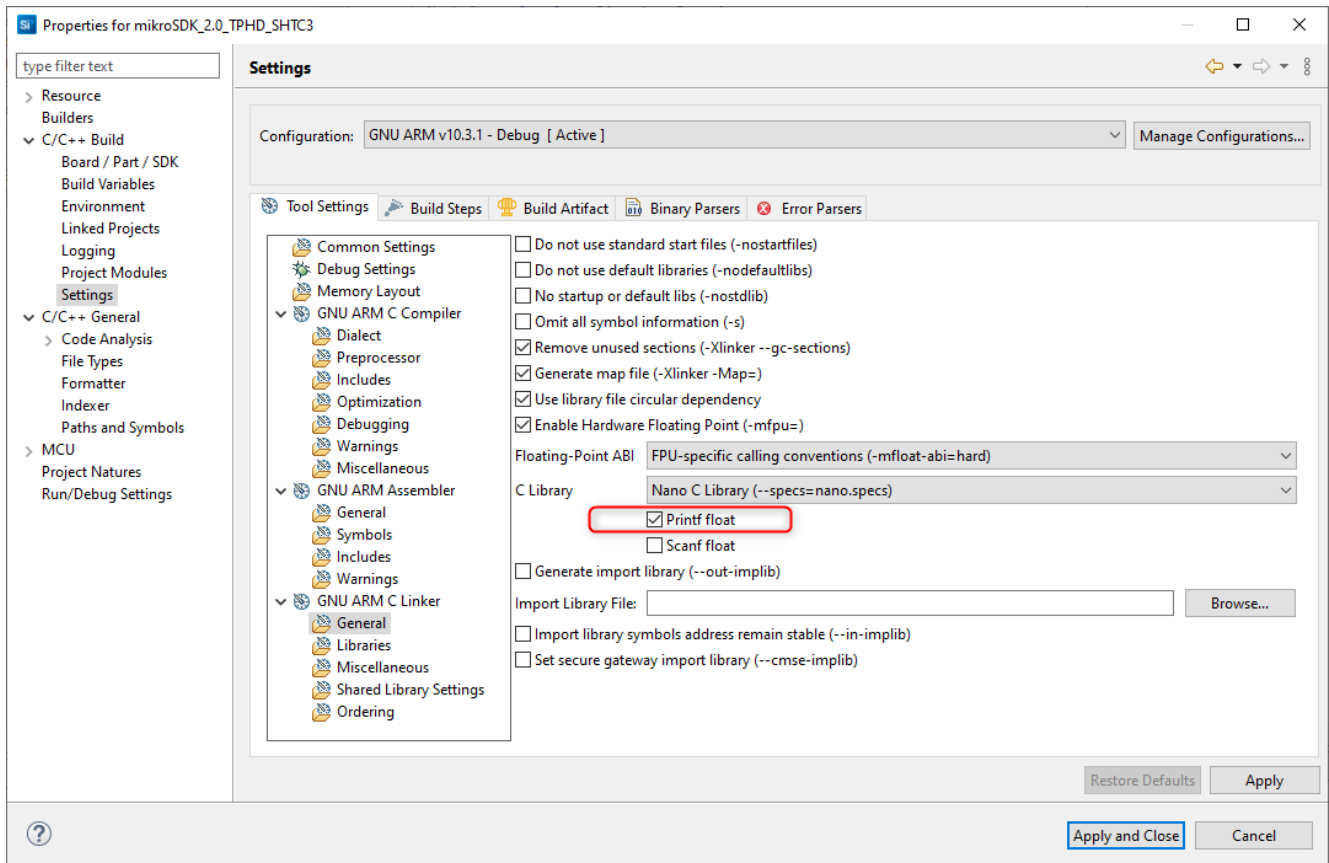 Si Properties for mikroSDK_2.0_TPHD_SHTC3
type filter text
Resource
Builders
C/C++ Build
Board / Part / SDK
Build Variables
Environment
Linked Projects
Logging
Project Modules
Settings
C/C++ General
Code Analysis
File Types
Formatter
Indexer
Paths and Symbols
MCU
Project Natures
Run/Debug Settings
Settings
Configuration: GNU ARM v10.3.1 - Debug [ Active ] Manage Configurations...
Tool Settings Build Steps 010 Build Artifact Binary Parsers Error Parsers
Common Settings
Debug Settings
Memory Layout
GNU ARM C Compiler
Dialect
Preprocessor
Includes
Optimization
Debugging
Warnings
Miscellaneous
GNU ARM Assembler
General
Symbols
Includes
Warnings
GNU ARM C Linker
General
Libraries
Miscellaneous
Shared Library Settings
Ordering
Do not use standard start files (-nostartfiles)
Do not use default libraries (-nodefaultlibs)
No startup or default libs (-nostdlib)
Omit all symbol information (-s)
Remove unused sections (-Xlinker --gc-sections)
Generate map file (-Xlinker -Map=)
Use library file circular dependency
Enable Hardware Floating Point (-mfpu=)
Floating-Point ABI FPU-specific calling conventions (-mfloat-abi=hard)
C Library Nano C Library (--specs=nano.specs)
Printf float
Scanf float
Generate import library (--out-implib)
Import Library File: Browse...
Import library symbols address remain stable (--in-implib)
Set secure gateway import library (--cmse-implib)
Restore Defaults Apply
? Apply and Close Cancel